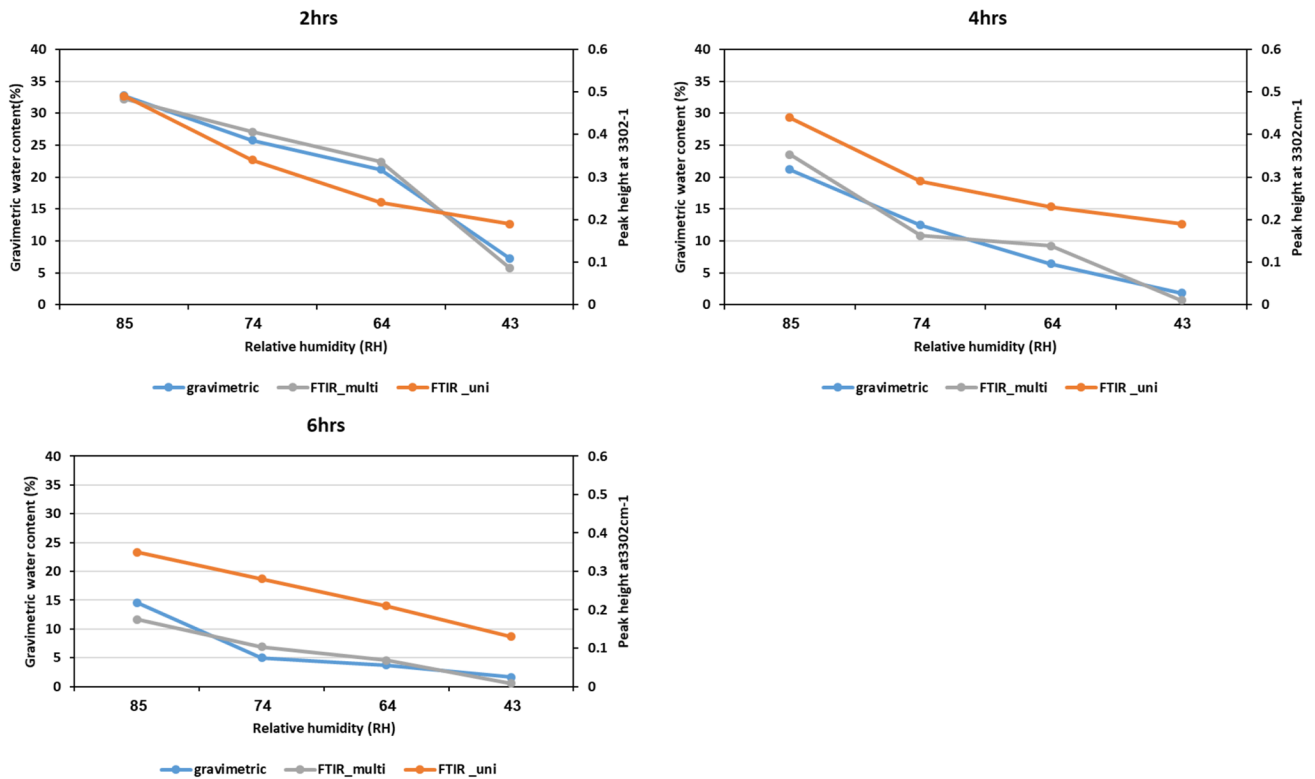 2hrs
40
35
30
25
20
15
10
5
0
Gravimetric water content(%)
0.6
0.5
0.4
0.3
0.2
0.1
0
Peak height at 3302-1
85 74 64 43
Relative humidity (RH)
gravimetric FTIR_multi FTIR _uni
4hrs
40
35
30
25
20
15
10
5
0
Gravimetric water content (%)
0.6
0.5
0.4
0.3
0.2
0.1
0
Peak height at 3302cm-1
85 74 64 43
Relative humidity (RH)
gravimetric FTIR_multi FTIR _uni
6hrs
40
35
30
25
20
15
10
5
0
Gravimetric water content (%)
0.6
0.5
0.4
0.3
0.2
0.1
0
Peak height at3302cm-1
85 74 64 43
Relative humidity (RH)
gravimetric FTIR_multi FTIR _uni